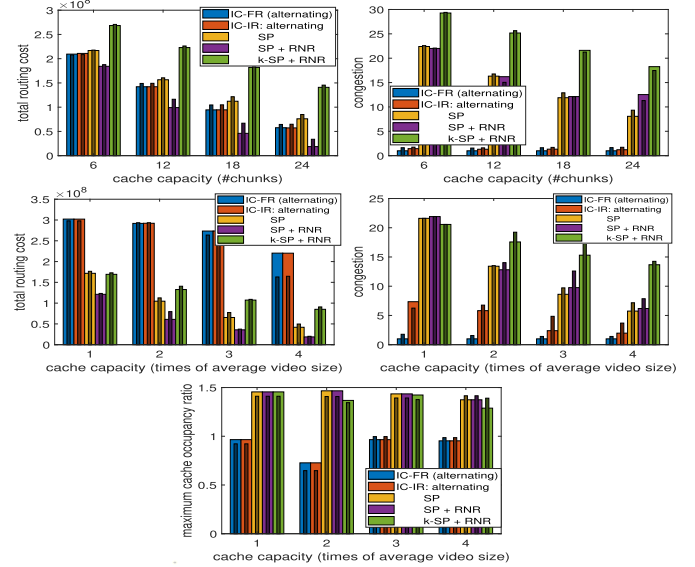 ×10⁸
3
2.5
2
1.5
1
0.5
0
total routing cost
6 12 18 24
cache capacity (#chunks)
IC-FR (alternating)
IC-IR: alternating
SP
SP + RNR
k-SP + RNR
30
25
20
15
10
5
0
congestion
6 12 18 24
cache capacity (#chunks)
IC-FR (alternating)
IC-IR: alternating
SP
SP + RNR
k-SP + RNR
×10⁸
3.5
3
2.5
2
1.5
1
0.5
0
total routing cost
1 2 3 4
cache capacity (times of average video size)
IC-FR (alternating)
IC-IR: alternating
SP
SP + RNR
k-SP + RNR
25
20
15
10
5
0
congestion
1 2 3 4
cache capacity (times of average video size)
IC-FR (alternating)
IC-IR: alternating
SP
SP + RNR
k-SP + RNR
1.5
1
0.5
0
maximum cache occupancy ratio
1 2 3 4
cache capacity (times of average video size)
IC-FR (alternating)
IC-IR: alternating
SP
SP + RNR
k-SP + RNR